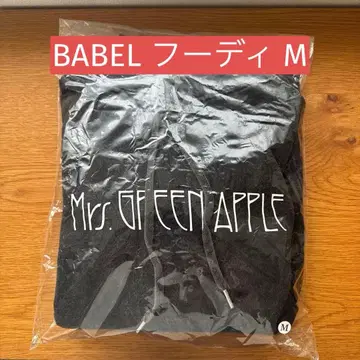 BABEL フーディ M
Mrs. GREEN APPLE
M